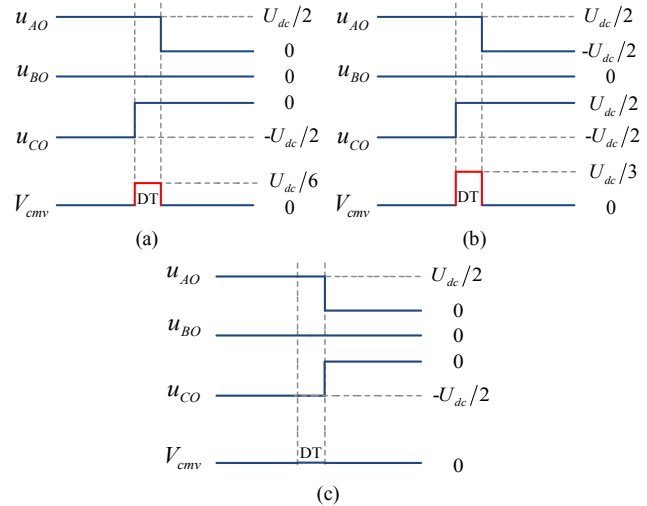 u_AO U_dc/2
0
u_BO 0
0
u_CO -U_dc/2
U_dc/6
DT
V_cmv 0
(a)
u_AO U_dc/2
-U_dc/2
u_BO 0
U_dc/2
u_CO -U_dc/2
U_dc/3
DT
V_cmv 0
(b)
u_AO U_dc/2
0
u_BO 0
0
u_CO -U_dc/2
DT
V_cmv 0
(c)